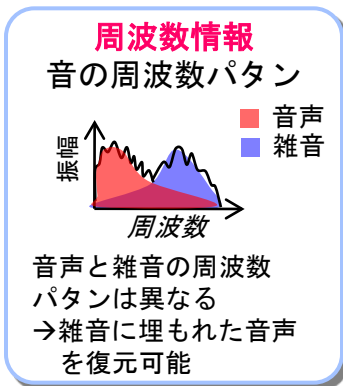 周波数情報
音の周波数パタン
音声
雑音
振幅
周波数
音声と雑音の周波数
パタンは異なる
→雑音に埋もれた音声
を復元可能